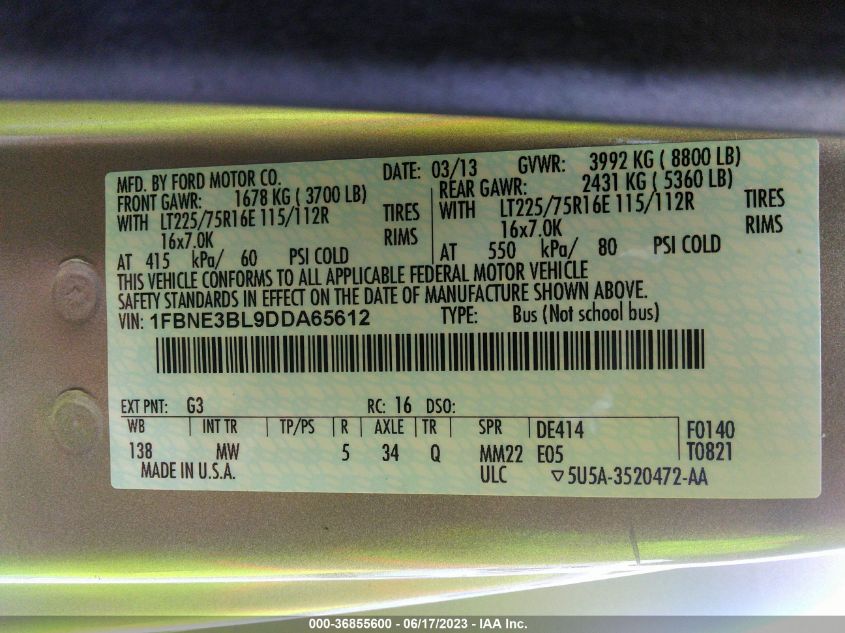 MFD. BY FORD MOTOR CO. DATE: 03/13 GVWR: 3992 KG ( 8800 LB)
FRONT GAWR: 1678 KG ( 3700 LB) REAR GAWR: 2431 KG ( 5360 LB)
WITH LT225/75R16E 115/112R TIRES WITH LT225/75R16E 115/112R TIRES
16x7.0K RIMS 16x7.0K RIMS
AT 415 kPa/ 60 PSI COLD AT 550 kPa/ 80 PSI COLD
THIS VEHICLE CONFORMS TO ALL APPLICABLE FEDERAL MOTOR VEHICLE
SAFETY STANDARDS IN EFFECT ON THE DATE OF MANUFACTURE SHOWN ABOVE.
VIN: 1FBNE3BL9DDA65612 TYPE: Bus (Not school bus)
EXT PNT: G3 RC: 16 DSO:
WB INT TR TP/PS R AXLE TR SPR DE414 F0140
138 MW 5 34 Q MM22 E05 T0821
MADE IN U.S.A. ULC ▽5U5A-3520472-AA
000-36855600 - 06/17/2023 - IAA Inc.